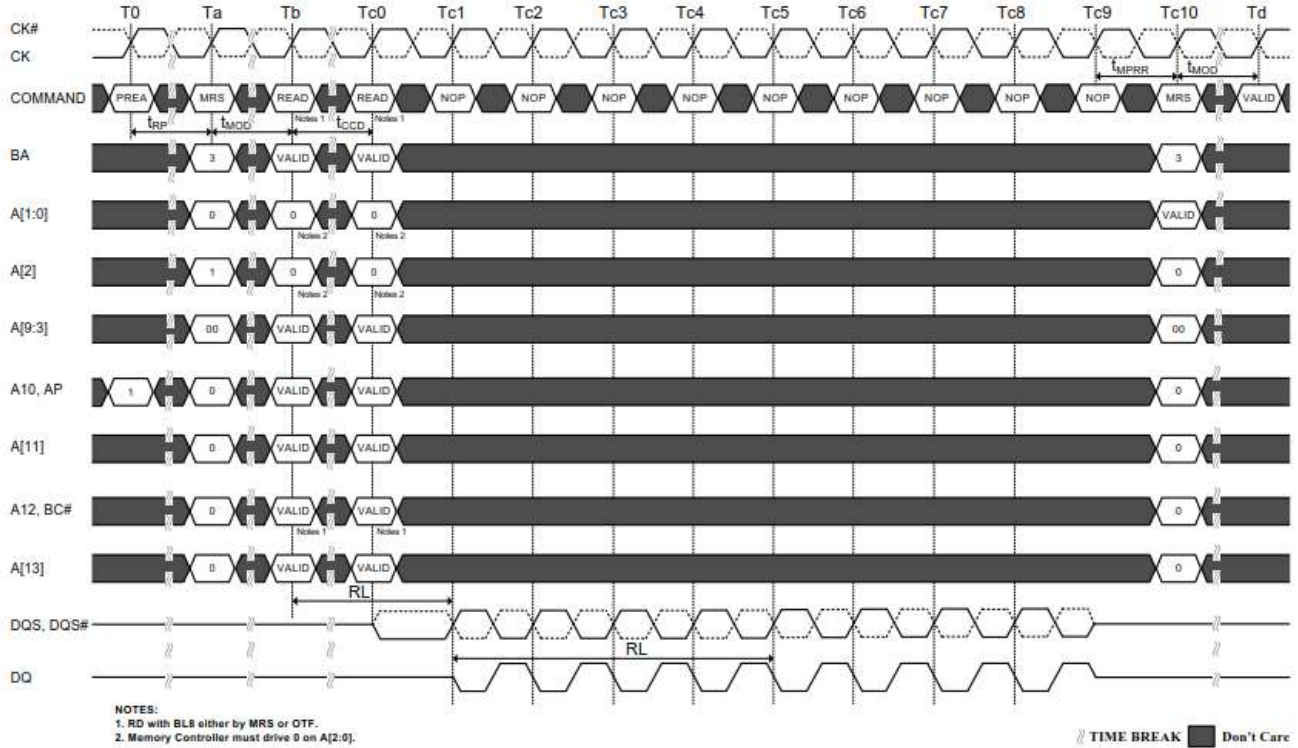 T0 Ta Tb Tc0 Tc1 Tc2 Tc3 Tc4 Tc5 Tc6 Tc7 Tc8 Tc9 Tc10 Td
CK#
CK
tMPRR tMOD
COMMAND PREA MRS READ READ NOP NOP NOP NOP NOP NOP NOP NOP NOP MRS VALID
Notes 1 Notes 1
tRP tMOD tCCD
BA 3 VALID VALID 3
A[1:0] 0 0 0 VALID
Notes 2 Notes 2
A[2] 1 0 0 0
Notes 2 Notes 2
A[9:3] 00 VALID VALID 00
A10, AP 1 0 VALID VALID 0
A[11] 0 VALID VALID 0
A12, BC# 0 VALID VALID 0
Notes 1 Notes 1
A[13] 0 VALID VALID 0
RL
DQS, DQS#
RL
DQ
NOTES:
1. RD with BL8 either by MRS or OTF.
2. Memory Controller must drive 0 on A[2:0].
TIME BREAK Don't Care